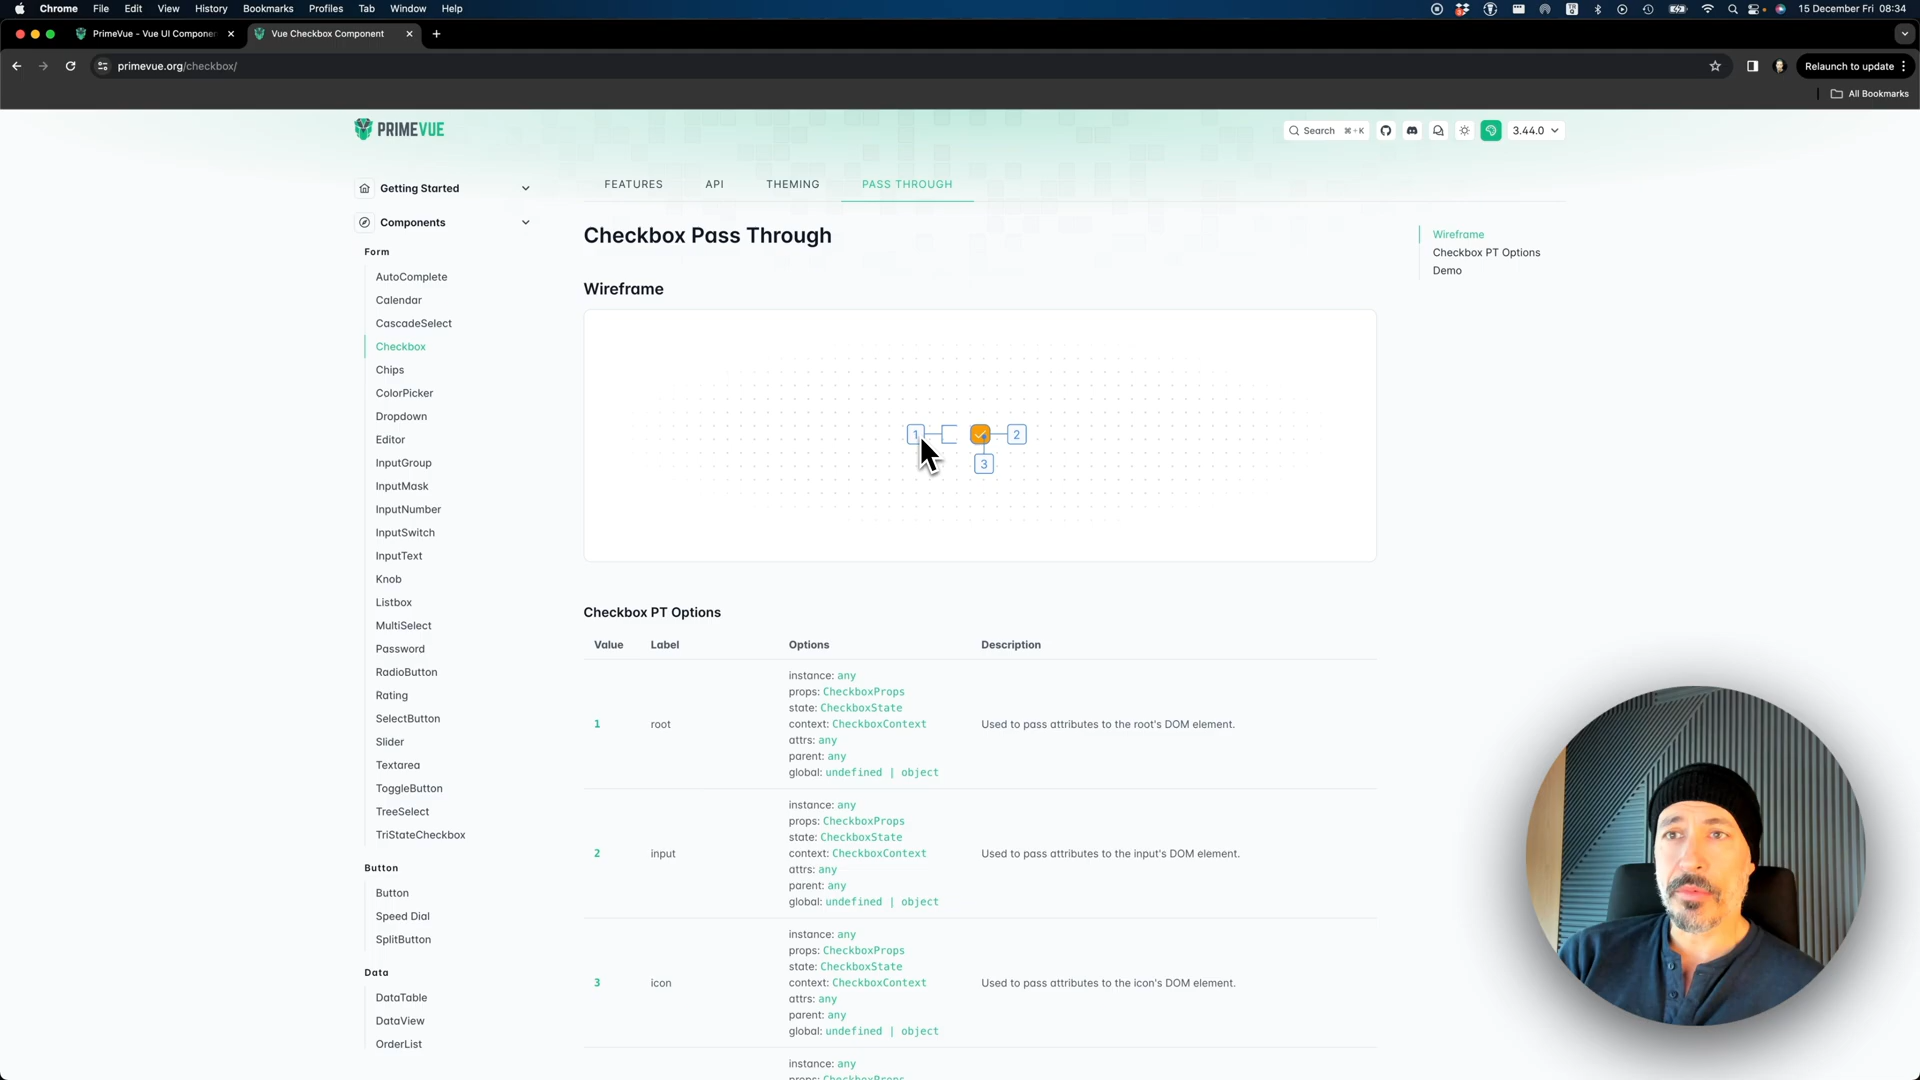 Chrome File Edit View History Bookmarks Profiles Tab Window Help
15 December Fri 08:34
PrimeVue - Vue UI Componen
Vue Checkbox Component
primevue.org/checkbox/
Relaunch to update
All Bookmarks
PRIMEVUE
Search ⌘+K
3.44.0
Getting Started
Components
Form
AutoComplete
Calendar
CascadeSelect
Checkbox
Chips
ColorPicker
Dropdown
Editor
InputGroup
InputMask
InputNumber
InputSwitch
InputText
Knob
Listbox
MultiSelect
Password
RadioButton
Rating
SelectButton
Slider
Textarea
ToggleButton
TreeSelect
TriStateCheckbox
Button
Button
Speed Dial
SplitButton
Data
DataTable
DataView
OrderList
FEATURES API THEMING PASS THROUGH
Checkbox Pass Through
Wireframe
1
2
3
Checkbox PT Options
Value Label Options Description
instance: any
props: CheckboxProps
state: CheckboxState
1 root context: CheckboxContext Used to pass attributes to the root's DOM element.
attrs: any
parent: any
global: undefined | object
instance: any
props: CheckboxProps
state: CheckboxState
2 input context: CheckboxContext Used to pass attributes to the input's DOM element.
attrs: any
parent: any
global: undefined | object
instance: any
props: CheckboxProps
state: CheckboxState
3 icon context: CheckboxContext Used to pass attributes to the icon's DOM element.
attrs: any
parent: any
global: undefined | object
instance: any
props: CheckboxProps
Wireframe
Checkbox PT Options
Demo